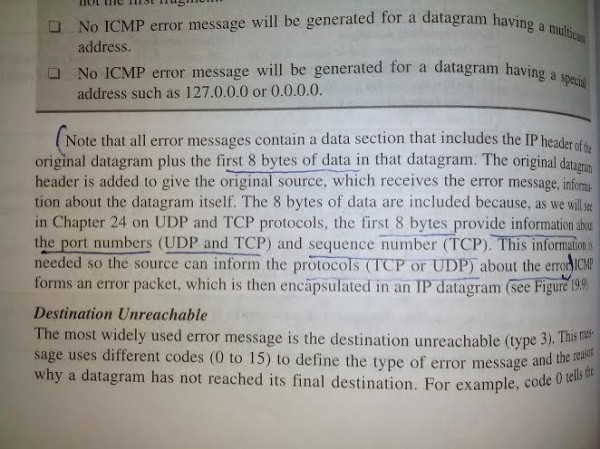 not the first fragment.
❑ No ICMP error message will be generated for a datagram having a multicast
address.
❑ No ICMP error message will be generated for a datagram having a special
address such as 127.0.0.0 or 0.0.0.0.
(Note that all error messages contain a data section that includes the IP header of the
original datagram plus the first 8 bytes of data in that datagram. The original datagram
header is added to give the original source, which receives the error message, informa-
tion about the datagram itself. The 8 bytes of data are included because, as we will see
in Chapter 24 on UDP and TCP protocols, the first 8 bytes provide information about
the port numbers (UDP and TCP) and sequence number (TCP). This information is
needed so the source can inform the protocols (TCP or UDP) about the error) ICMP
forms an error packet, which is then encapsulated in an IP datagram (see Figure 19.9).
Destination Unreachable
The most widely used error message is the destination unreachable (type 3). This mes-
sage uses different codes (0 to 15) to define the type of error message and the reason
why a datagram has not reached its final destination. For example, code 0 tells the